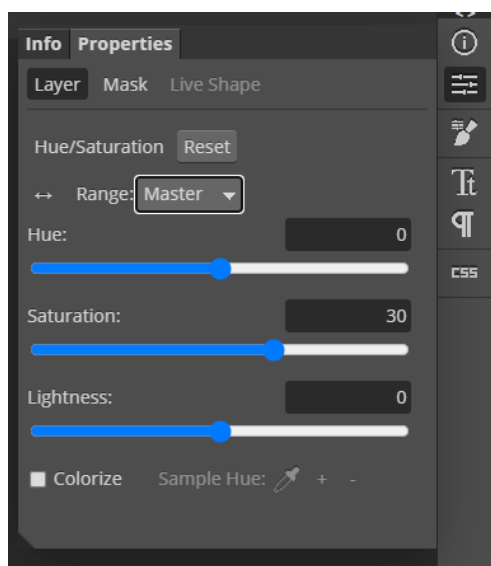 Info Properties
Layer Mask Live Shape
Hue/Saturation Reset
↔ Range: Master
Hue: 0
Saturation: 30
Lightness: 0
Colorize Sample Hue: + -
Tt
¶
CSS